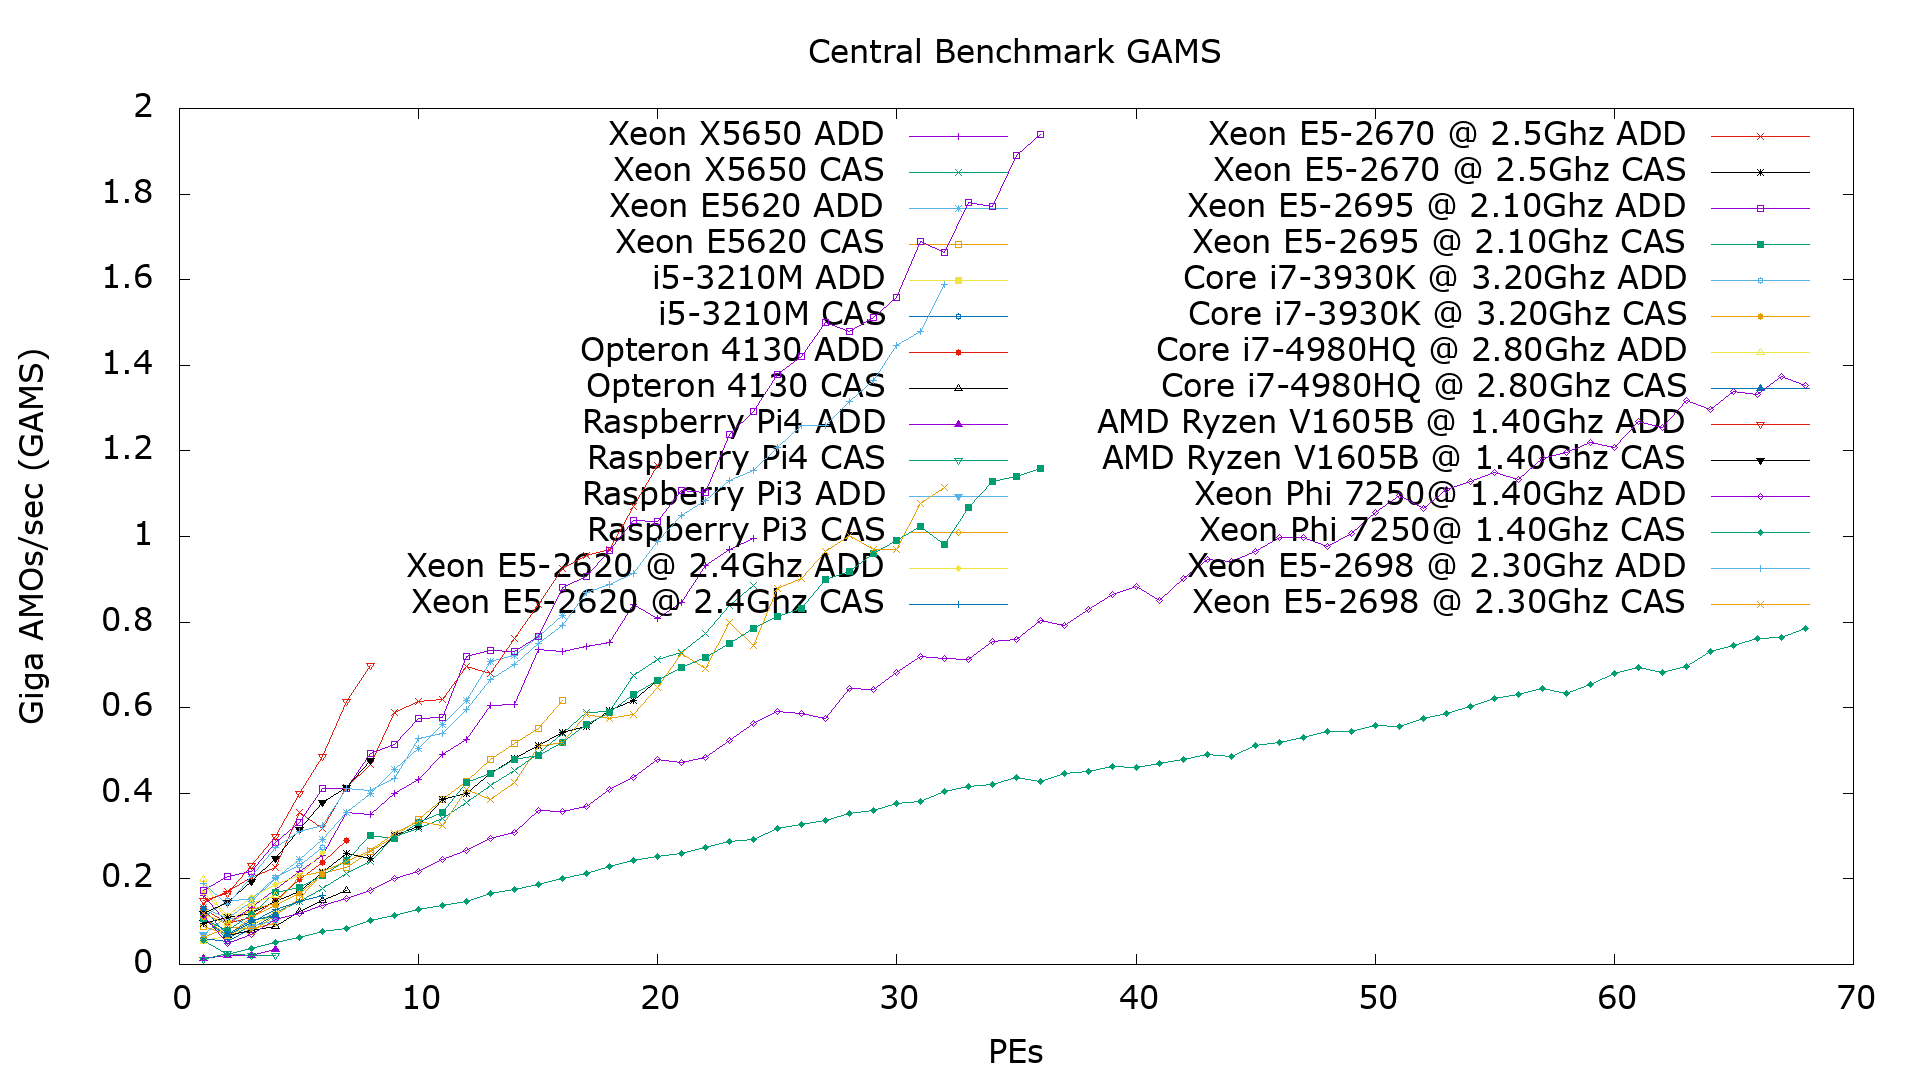 Central Benchmark GAMS
2
1.8
1.6
1.4
1.2
1
0.8
0.6
0.4
0.2
0
Giga AMOs/sec (GAMS)
Xeon X5650 ADD
Xeon X5650 CAS
Xeon E5620 ADD
Xeon E5620 CAS
i5-3210M ADD
i5-3210M CAS
Opteron 4130 ADD
Opteron 4130 CAS
Raspberry Pi4 ADD
Raspberry Pi4 CAS
Raspberry Pi3 ADD
Raspberry Pi3 CAS
Xeon E5-2620 @ 2.4Ghz ADD
Xeon E5-2620 @ 2.4Ghz CAS
Xeon E5-2670 @ 2.5Ghz ADD
Xeon E5-2670 @ 2.5Ghz CAS
Xeon E5-2695 @ 2.10Ghz ADD
Xeon E5-2695 @ 2.10Ghz CAS
Core i7-3930K @ 3.20Ghz ADD
Core i7-3930K @ 3.20Ghz CAS
Core i7-4980HQ @ 2.80Ghz ADD
Core i7-4980HQ @ 2.80Ghz CAS
AMD Ryzen V1605B @ 1.40Ghz ADD
AMD Ryzen V1605B @ 1.40Ghz CAS
Xeon Phi 7250@ 1.40Ghz ADD
Xeon Phi 7250@ 1.40Ghz CAS
Xeon E5-2698 @ 2.30Ghz ADD
Xeon E5-2698 @ 2.30Ghz CAS
0 10 20 30 40 50 60 70
PEs